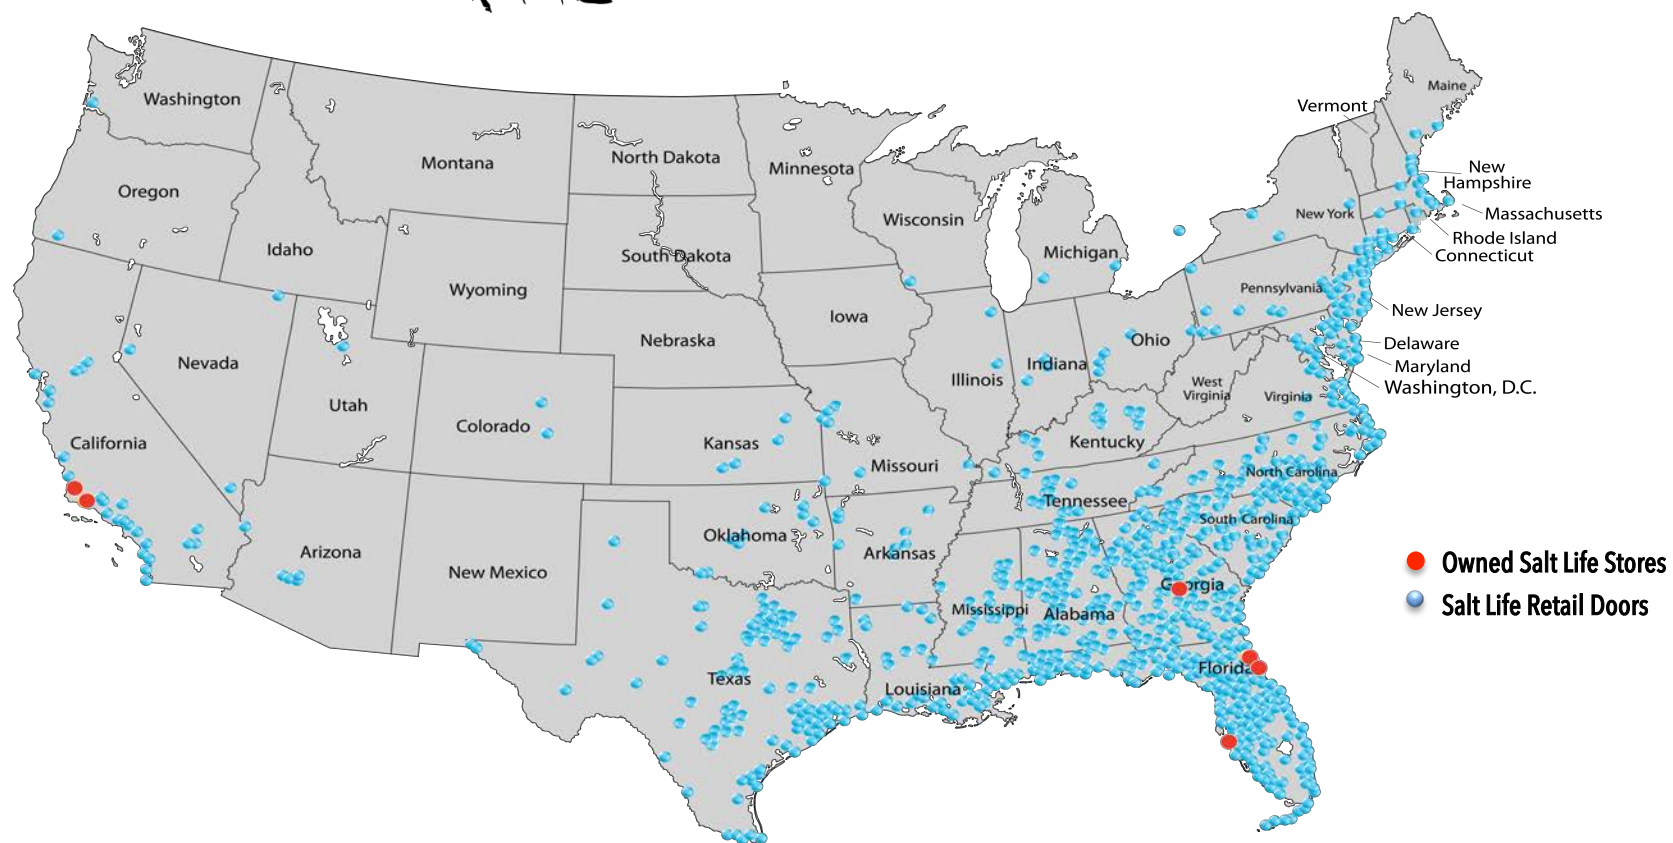 Washington
Oregon
Idaho
Montana
North Dakota
South Dakota
Minnesota
Wisconsin
Michigan
Wyoming
Nebraska
Iowa
Nevada
Utah
Colorado
California
Arizona
New Mexico
Kansas
Missouri
Oklahoma
Arkansas
Texas
Louisiana
Mississippi
Alabama
Georgia
Florida
Tennessee
Kentucky
Illinois
Indiana
Ohio
West
Virginia
Virginia
North Carolina
South Carolina
Pennsylvania
New York
Maine
Vermont
New
Hampshire
Massachusetts
Rhode Island
Connecticut
New Jersey
Delaware
Maryland
Washington, D.C.
Owned Salt Life Stores
Salt Life Retail Doors